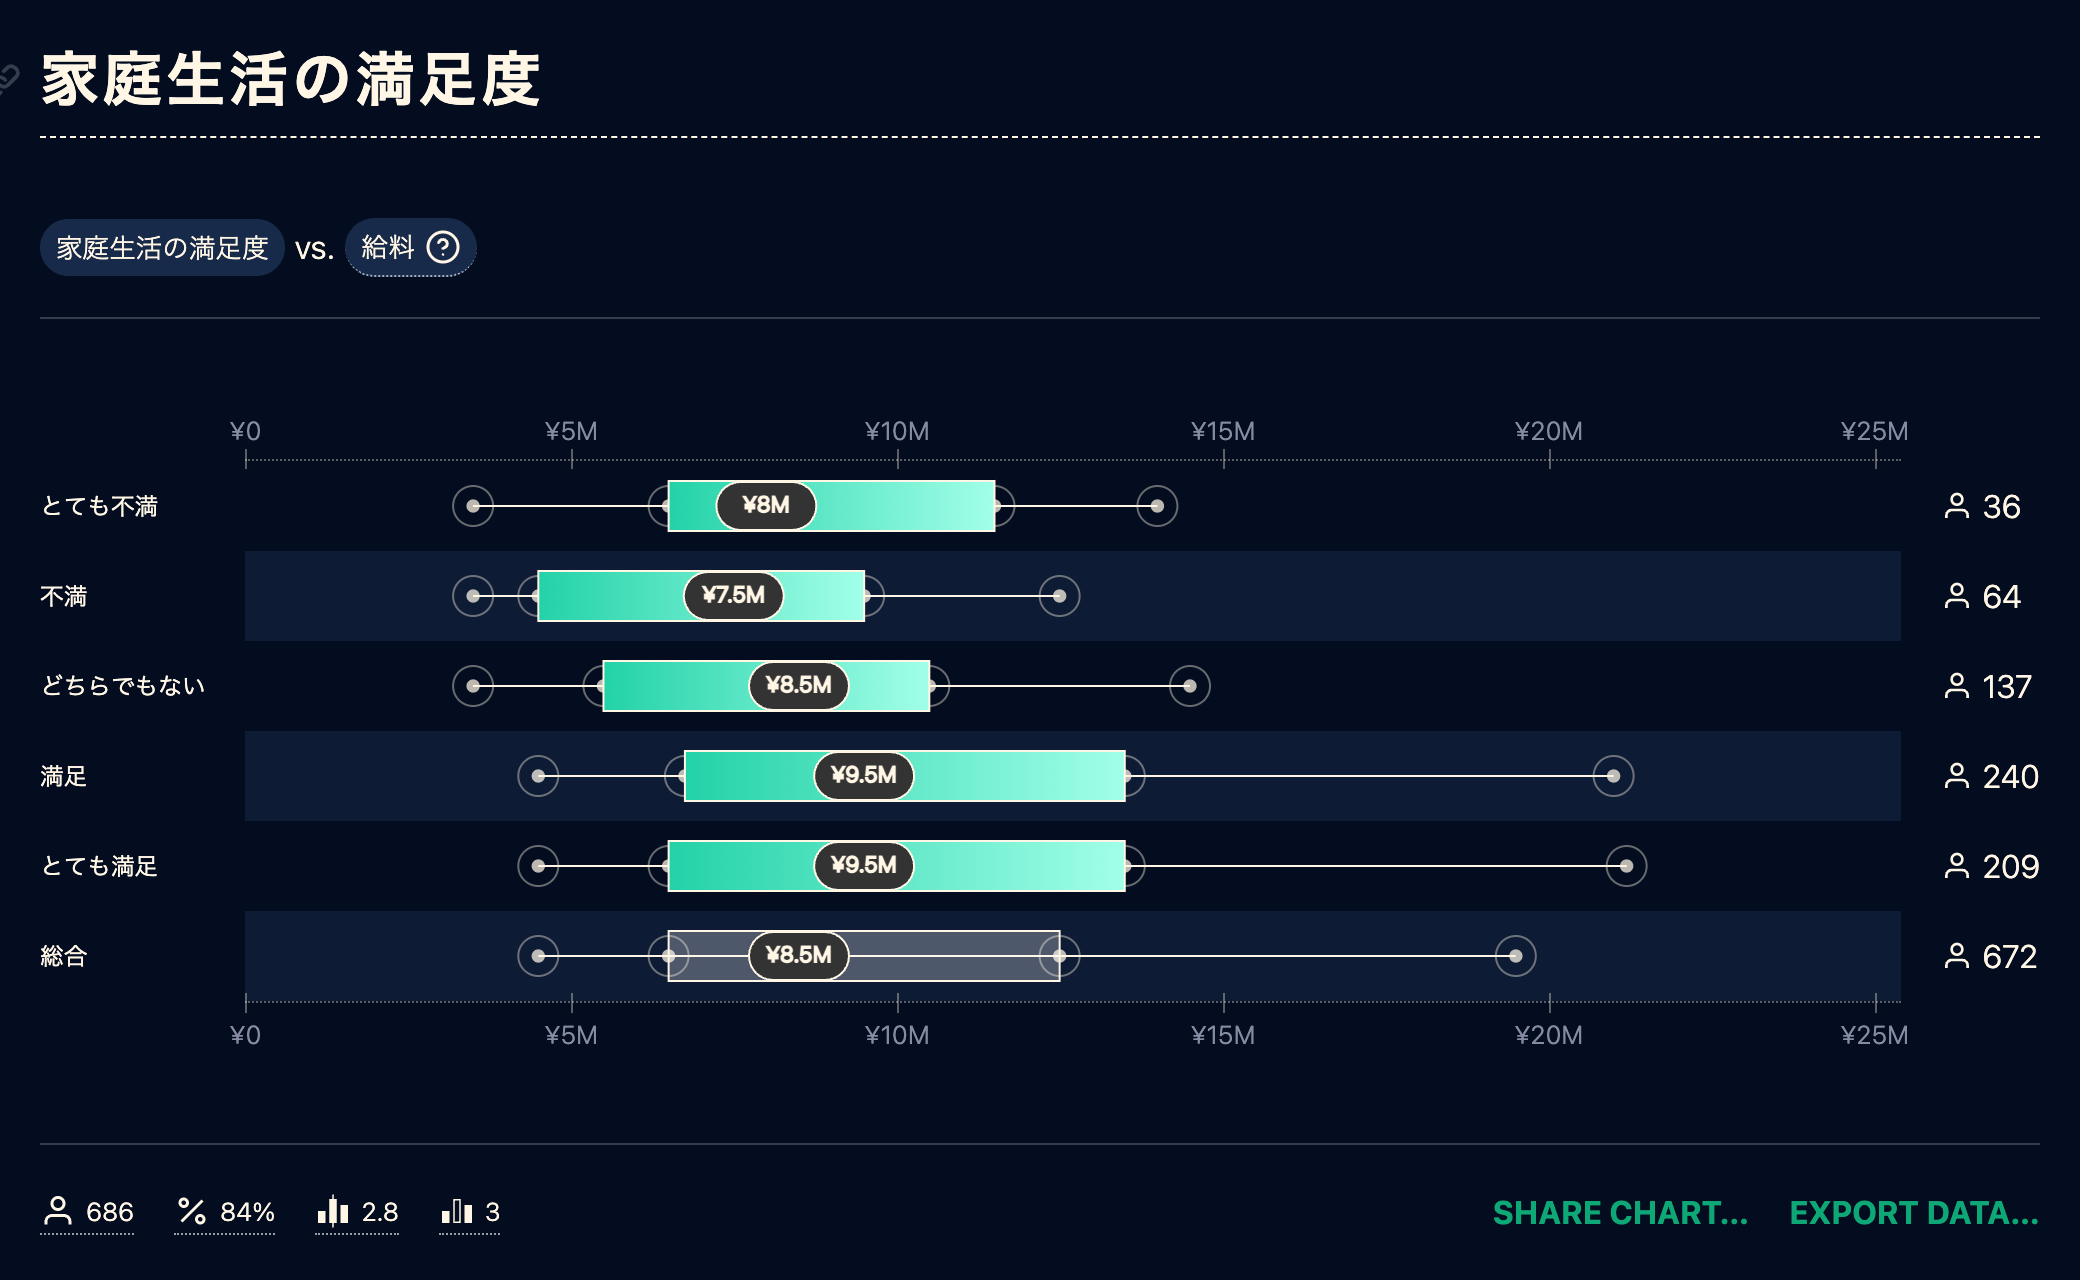 家庭生活の満足度
家庭生活の満足度 vs. 給料 ?
¥0 ¥5M ¥10M ¥15M ¥20M ¥25M
とても不満 ¥8M 36
不満 ¥7.5M 64
どちらでもない ¥8.5M 137
満足 ¥9.5M 240
とても満足 ¥9.5M 209
総合 ¥8.5M 672
¥0 ¥5M ¥10M ¥15M ¥20M ¥25M
686 % 84% 2.8 3 SHARE CHART... EXPORT DATA...